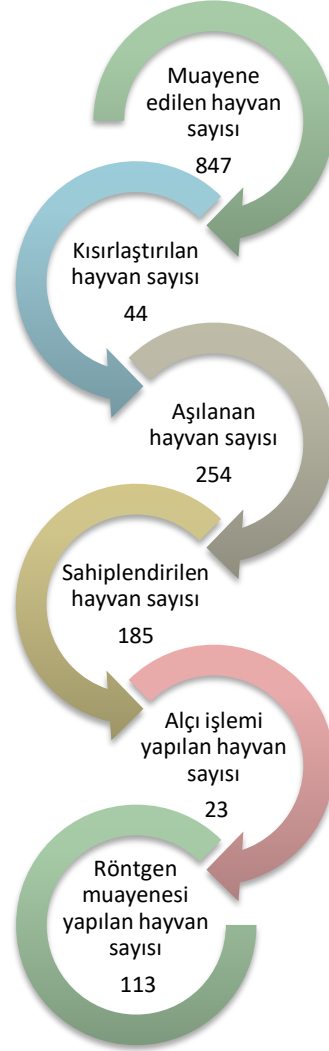 Muayene
edilen hayvan
sayısı
847
Kısırlaştırılan
hayvan sayısı
44
Aşılanan
hayvan sayısı
254
Sahiplendirilen
hayvan sayısı
185
Alçı işlemi
yapılan hayvan
sayısı
23
Röntgen
muayenesi
yapılan hayvan
sayısı
113